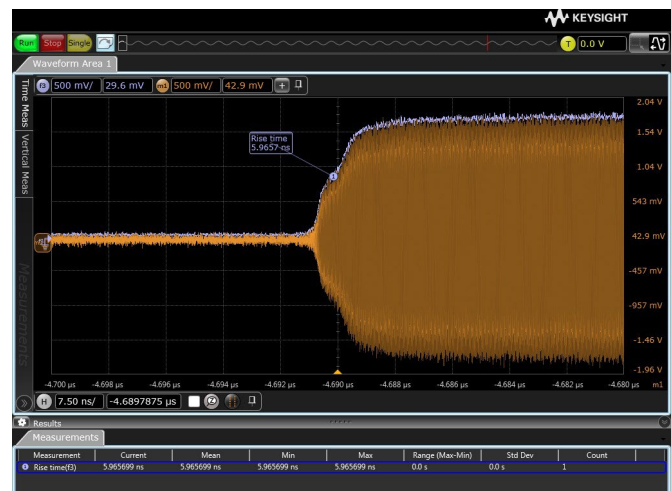 KEYSIGHT
Run Stop Single T 0.0 V
Waveform Area 1
f3 500 mV/ 29.6 mV m1 500 mV/ 42.9 mV +
Time Meas
Vertical Meas
Measurements
Rise time
5.9657 ns
2.04 V
1.54 V
1.04 V
543 mV
42.9 mV
-457 mV
-957 mV
-1.46 V
-1.96 V
-4.700 µs -4.698 µs -4.696 µs -4.694 µs -4.692 µs -4.690 µs -4.688 µs -4.686 µs -4.684 µs -4.682 µs -4.680 µs m1
H 7.50 ns/ -4.6897875 µs
Results
Measurements
Measurement Current Mean Min Max Range (Max-Min) Std Dev Count
Rise time(f3) 5.965699 ns 5.965699 ns 5.965699 ns 5.965699 ns 0.0 s 0.0 s 1